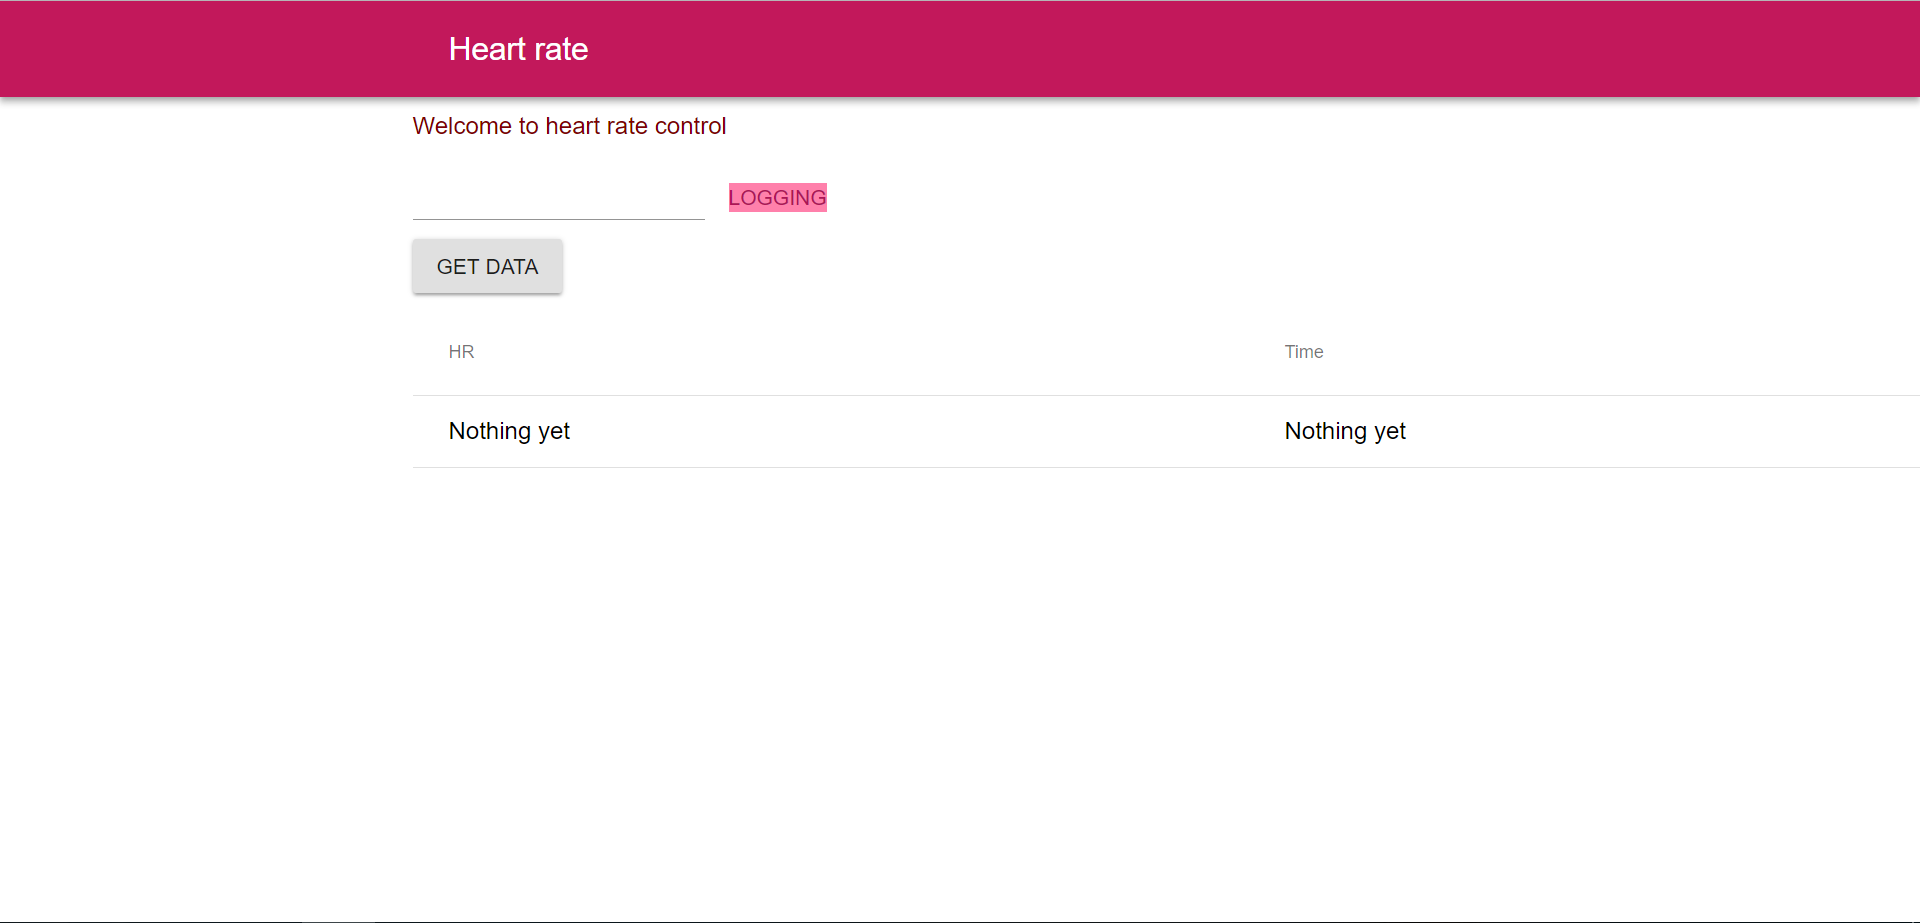 Heart rate
Welcome to heart rate control
LOGGING
GET DATA
HR Time
Nothing yet Nothing yet